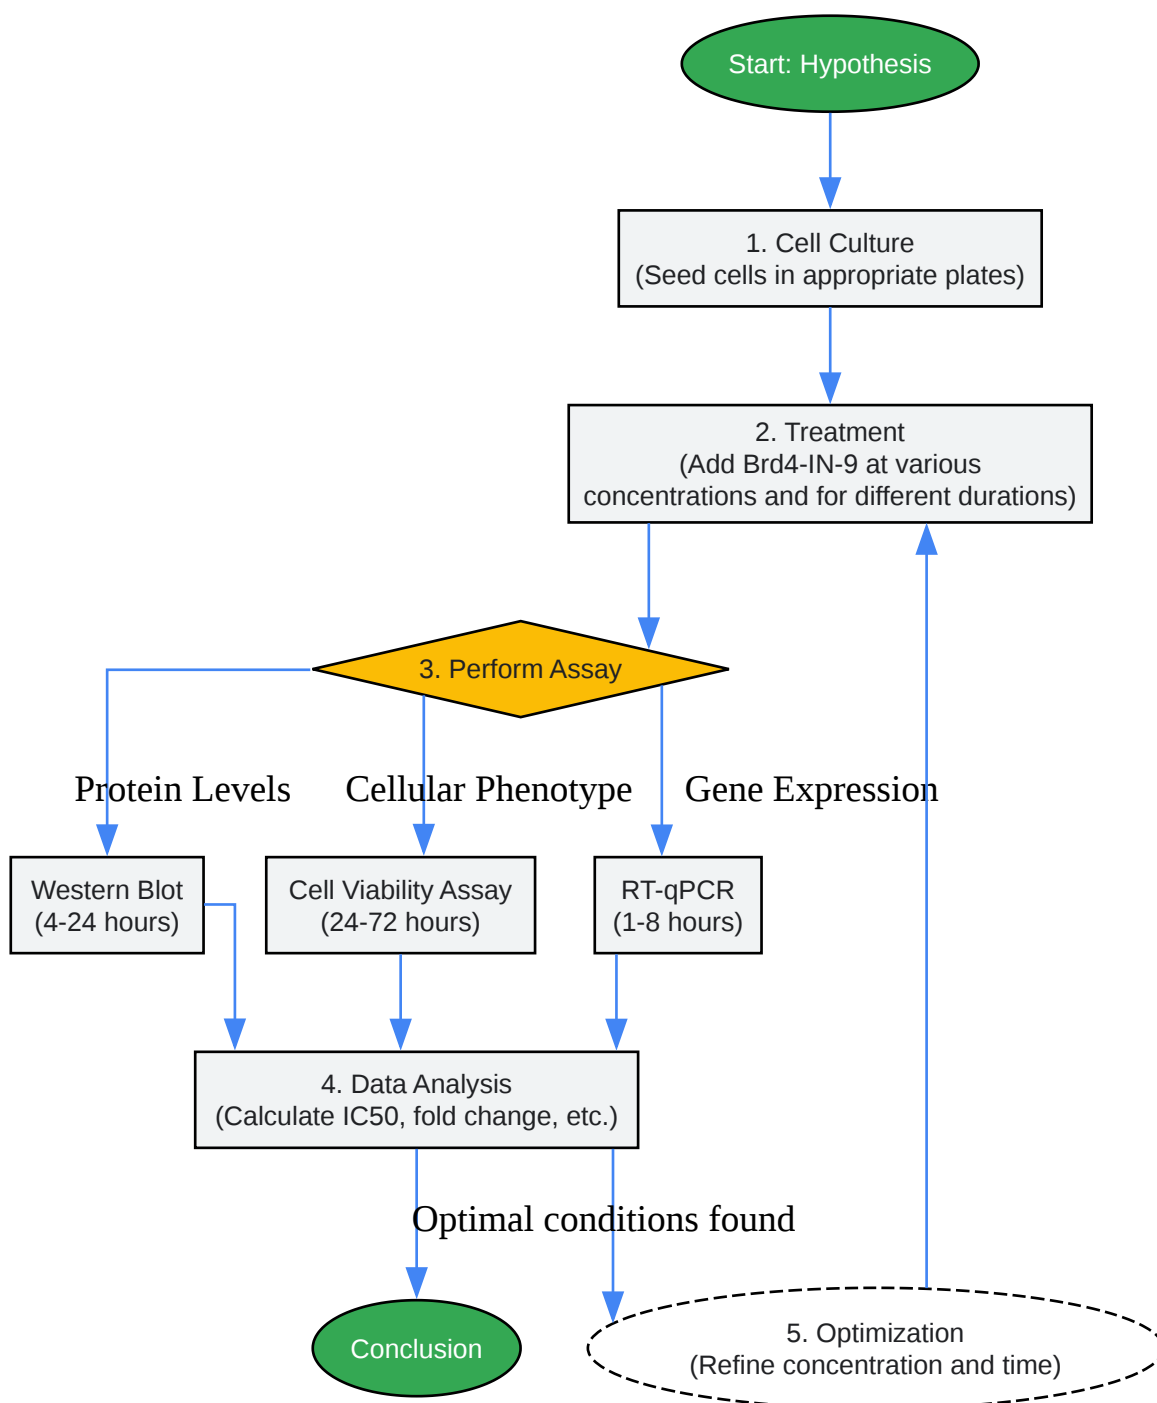 Start: Hypothesis
1. Cell Culture
(Seed cells in appropriate plates)
2. Treatment
(Add Brd4-IN-9 at various
concentrations and for different durations)
3. Perform Assay
Protein Levels
Cellular Phenotype
Gene Expression
Western Blot
(4-24 hours)
Cell Viability Assay
(24-72 hours)
RT-qPCR
(1-8 hours)
4. Data Analysis
(Calculate IC50, fold change, etc.)
Optimal conditions found
Conclusion
5. Optimization
(Refine concentration and time)